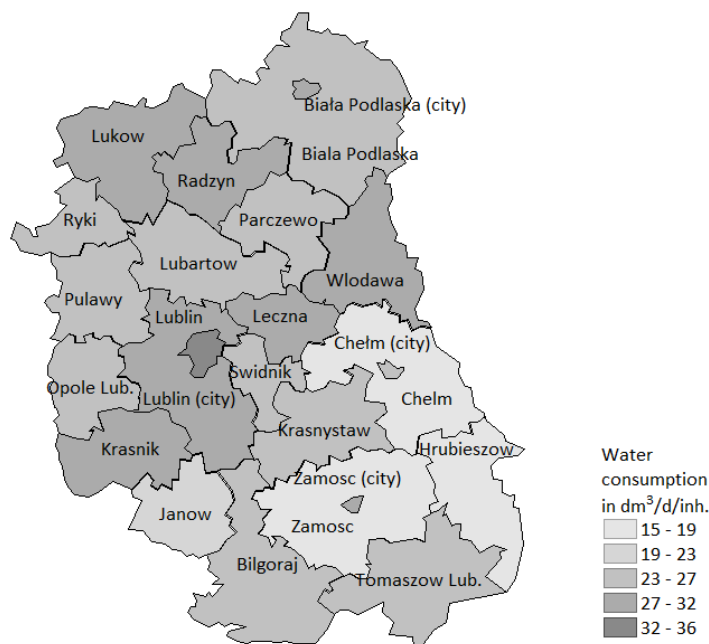 Biała Podlaska (city)
Lukow
Biala Podlaska
Radzyn
Ryki
Parczewo
Lubartow
Wlodawa
Pulawy
Lublin
Leczna
Chełm (city)
Swidnik
Opole Lub.
Lublin (city)
Chelm
Krasnystaw
Krasnik
Hrubieszow
Zamosc (city)
Janow
Zamosc
Bilgoraj
Tomaszow Lub.
Water
consumption
in dm³/d/inh.
15 - 19
19 - 23
23 - 27
27 - 32
32 - 36